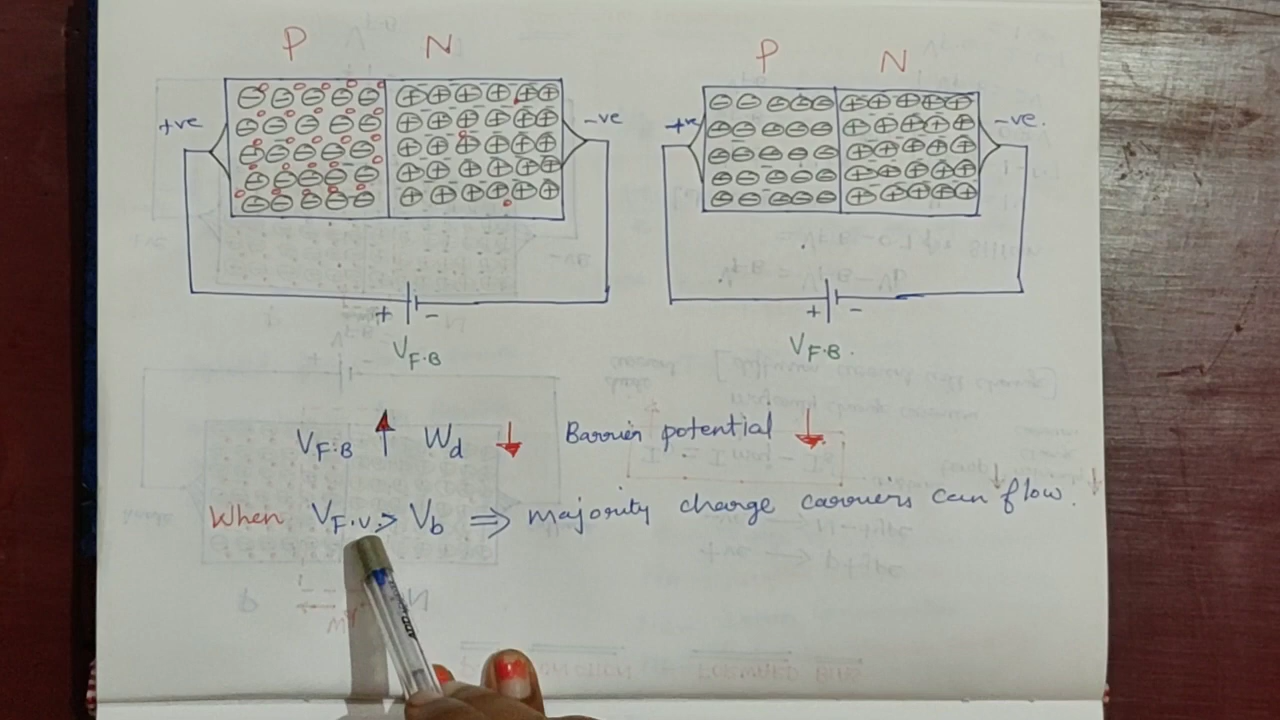 P N P N
+ve -ve +ve -ve.
+ - + -
VF.B VF.B.
VF.B ↑ Wd ↓ Barrier potential ↓
When VF.V > Vb ⇒ majority charge carriers can flow.